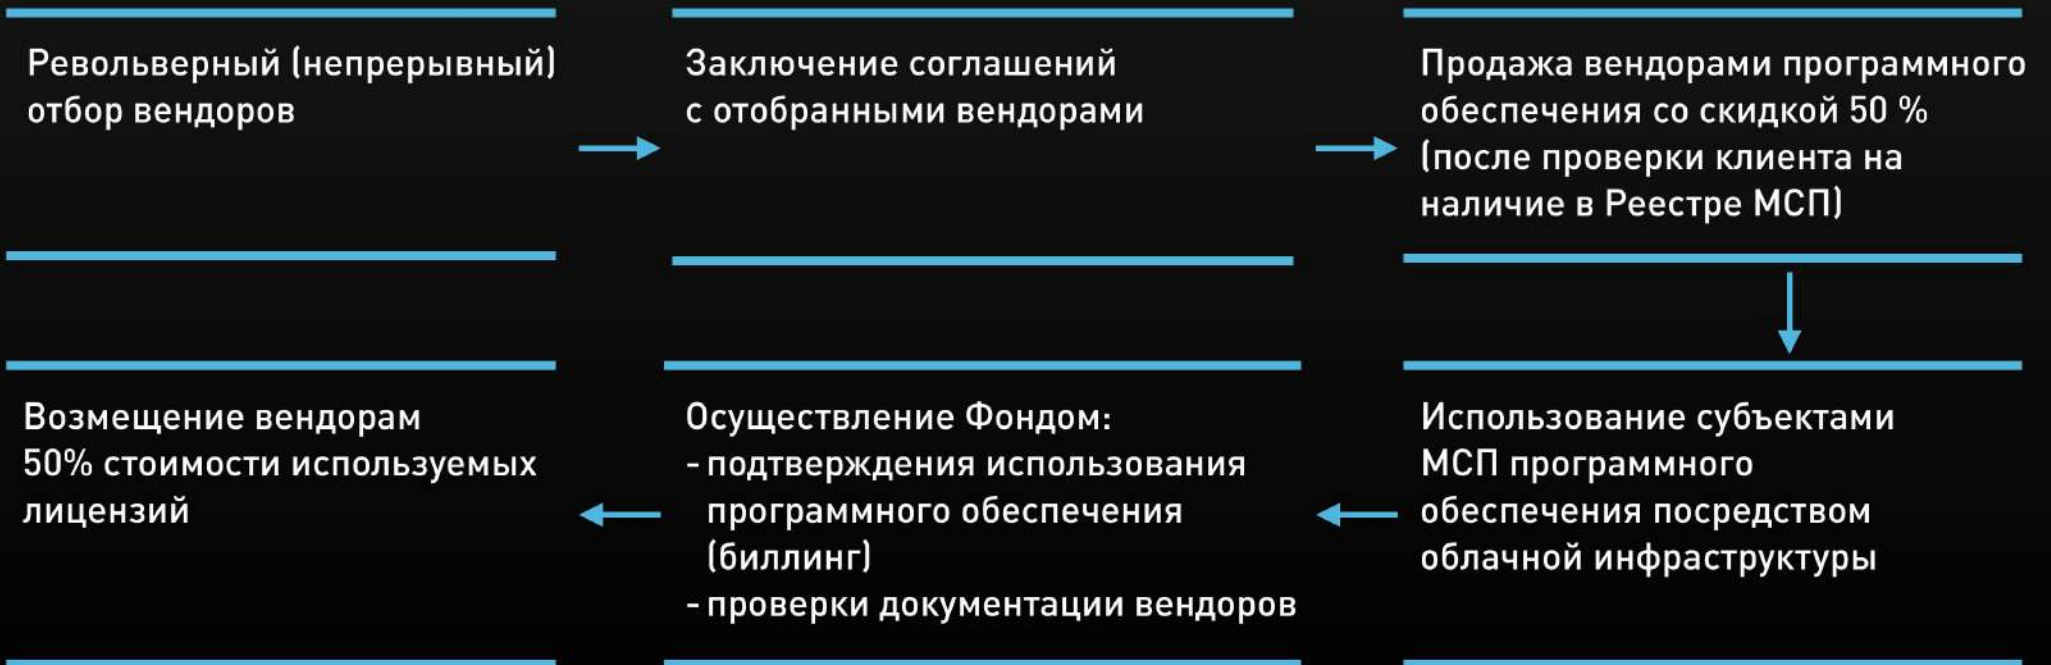 Револьверный (непрерывный)
отбор вендоров
Заключение соглашений
с отобранными вендорами
Продажа вендорами программного
обеспечения со скидкой 50 %
(после проверки клиента на
наличие в Реестре МСП)
Использование субъектами
МСП программного
обеспечения посредством
облачной инфраструктуры
Осуществление Фондом:
- подтверждения использования
программного обеспечения
(биллинг)
- проверки документации вендоров
Возмещение вендорам
50% стоимости используемых
лицензий